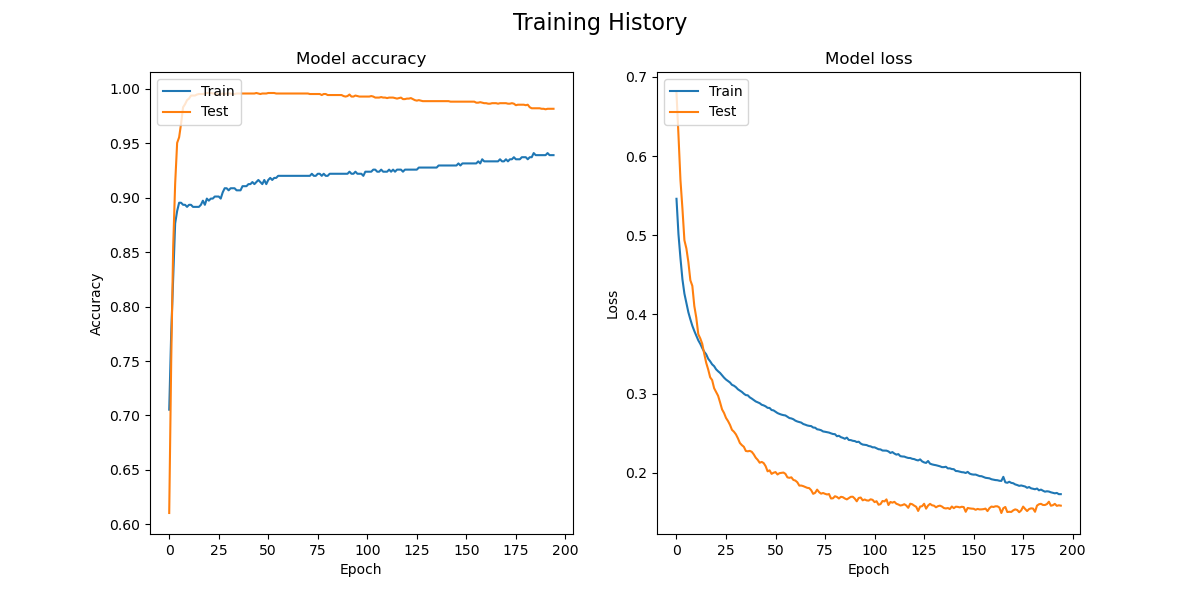 Training History
Model accuracy
Train
Test
1.00
0.95
0.90
0.85
0.80
0.75
0.70
0.65
0.60
Accuracy
0 25 50 75 100 125 150 175 200
Epoch
Model loss
Train
Test
0.7
0.6
0.5
0.4
0.3
0.2
Loss
0 25 50 75 100 125 150 175 200
Epoch